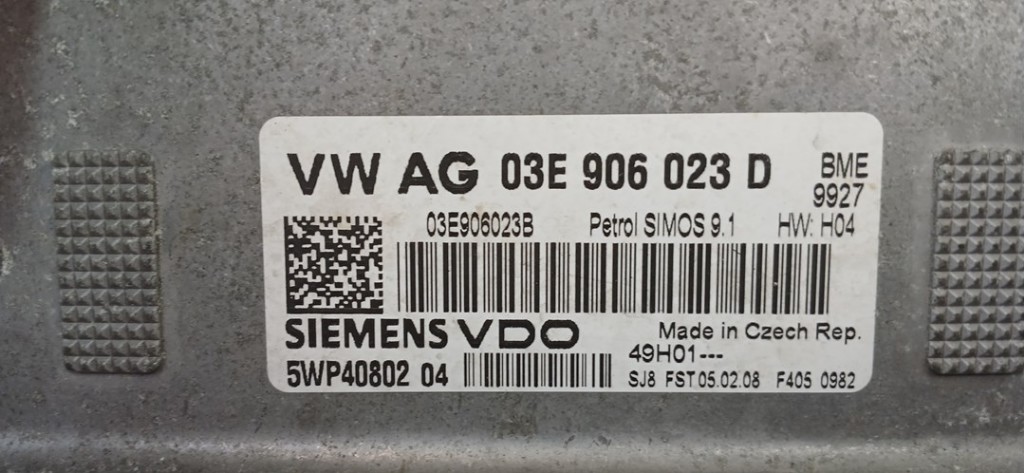 VW AG 03E 906 023 D BME
9927
03E906023B Petrol SIMOS 9.1 HW: H04
SIEMENS VDO Made in Czech Rep.
49H01---
5WP40802 04 SJ8 FST 05.02.08 F405 0982